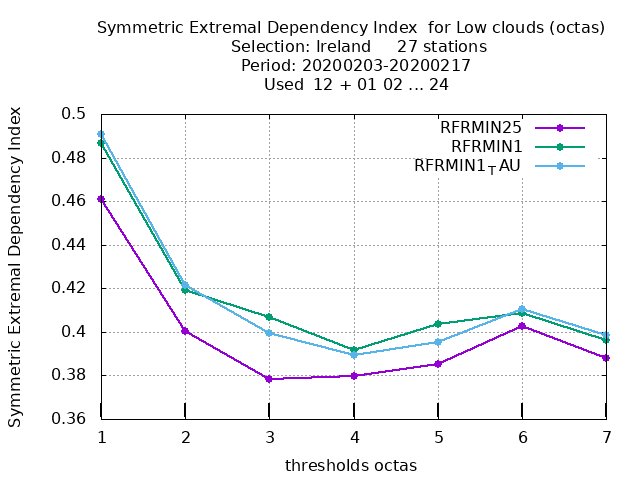 Symmetric Extremal Dependency Index  for Low clouds (octas)
Selection: Ireland     27 stations
Period: 20200203-20200217
Used  12 + 01 02 ... 24
Symmetric Extremal Dependency Index
0.5
0.48
0.46
0.44
0.42
0.4
0.38
0.36
RFRMIN25
RFRMIN1
RFRMIN1TAU
1 2 3 4 5 6 7
thresholds octas